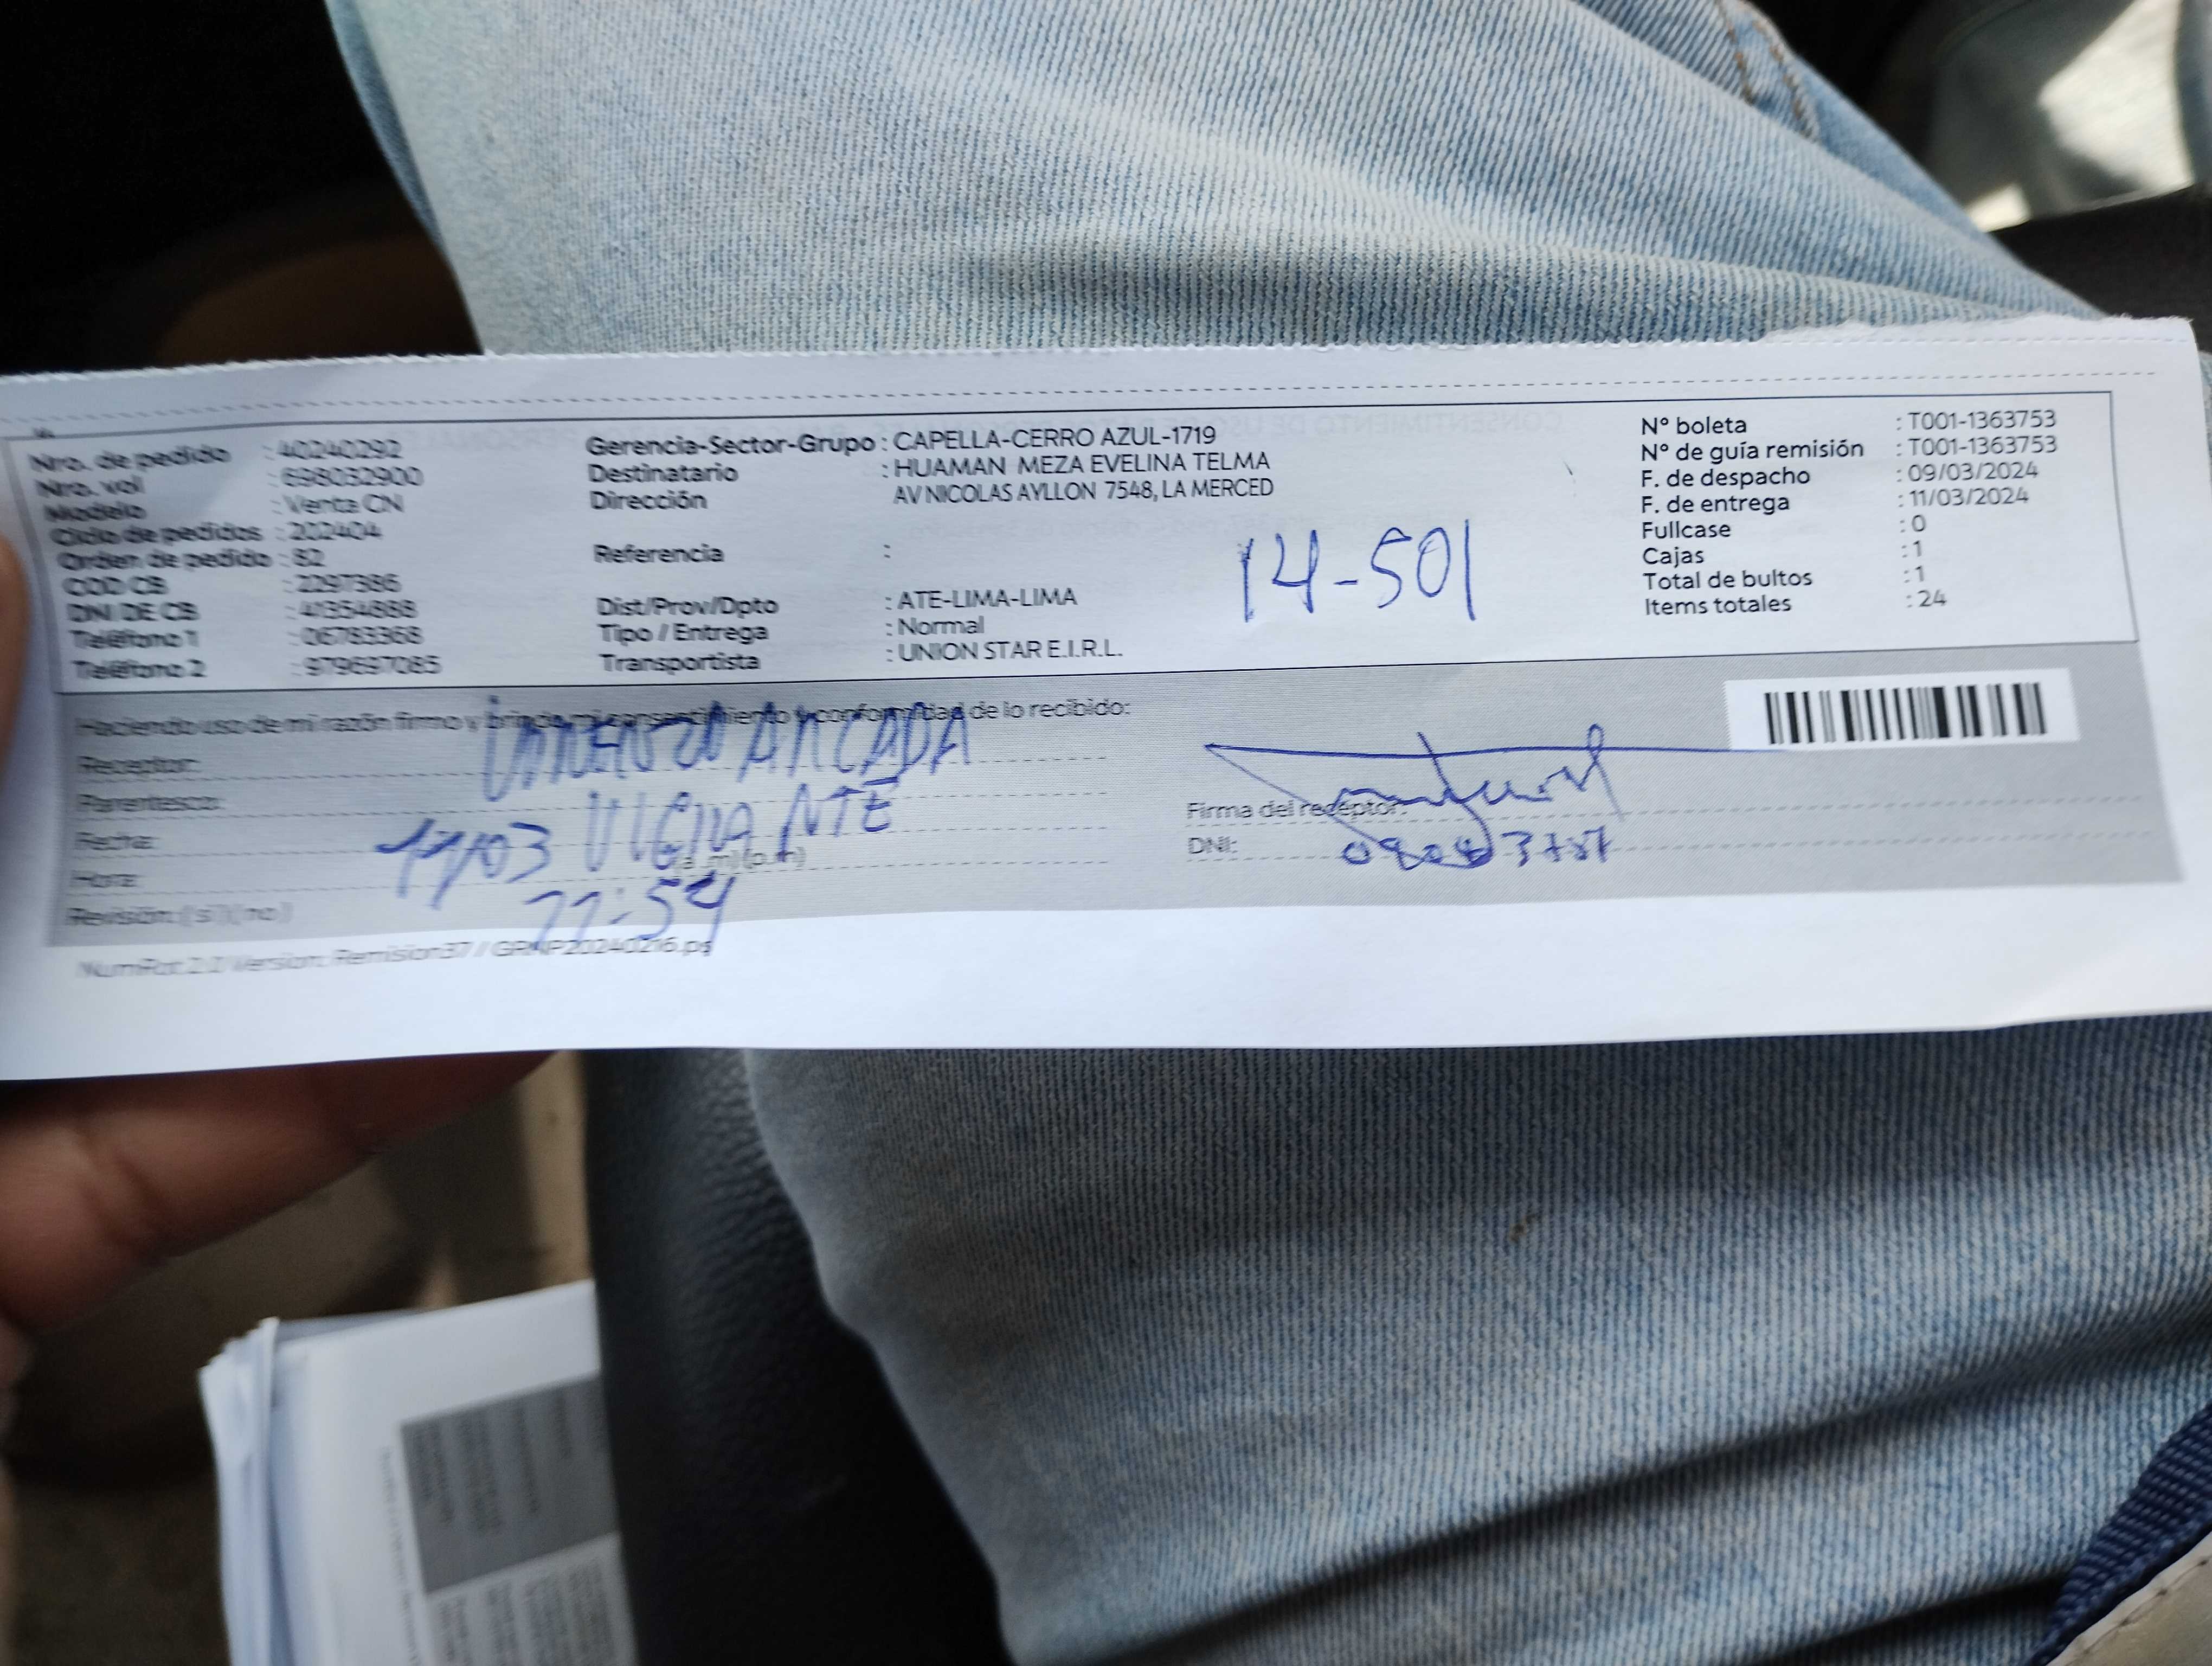 Nro. de pedido : 40240292
Nro. vol : 698032900
Modelo : Venta CN
Ciclo de pedidos : 202404
Orden de pedido : 82
COD CB : 2297386
DNI DE CB : 41354688
Teléfono 1 : 06783368
Teléfono 2 : 979697085
Gerencia-Sector-Grupo : CAPELLA-CERRO AZUL-1719
Destinatario : HUAMAN MEZA EVELINA TELMA
Dirección AV NICOLAS AYLLON 7548, LA MERCED
Referencia :
14-501
Dist/Prov/Dpto : ATE-LIMA-LIMA
Tipo / Entrega : Normal
Transportista : UNION STAR E.I.R.L.
N° boleta : T001-1363753
N° de guía remisión : T001-1363753
F. de despacho : 09/03/2024
F. de entrega : 11/03/2024
Fullcase : 0
Cajas : 1
Total de bultos : 1
Items totales : 24
Haciendo uso de mi razón firmo y brindo mi consentimiento y conformidad de lo recibido:
Receptor:
Parentesco: VIGILANTE
Fecha: 11/03
Hora: 11:54 (a.m) (p.m)
Revisión: (si) (no)
Firma del receptor:
DNI: